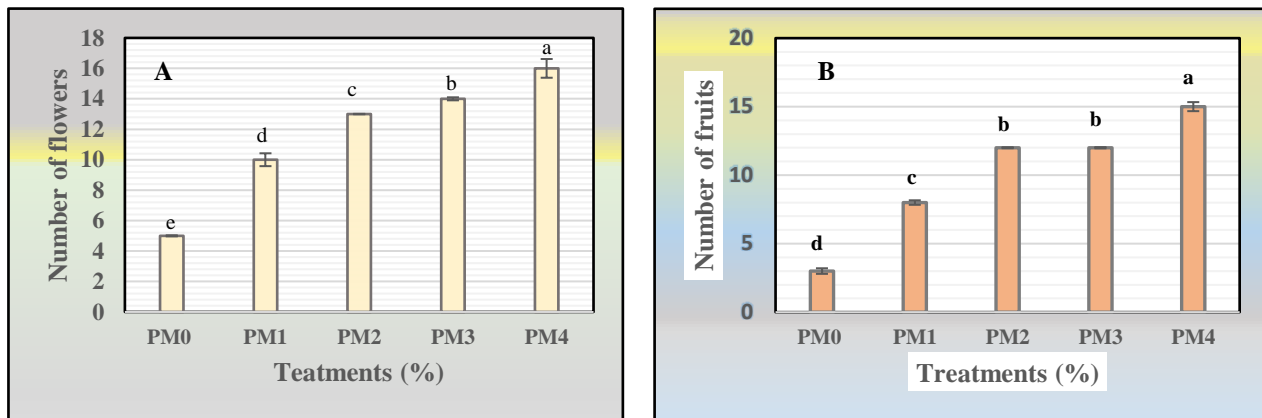 A
Number of flowers
18
16
14
12
10
8
6
4
2
0
e
d
c
b
a
PM0 PM1 PM2 PM3 PM4
Teatments (%)
B
Number of fruits
20
15
10
5
0
d
c
b
b
a
PM0 PM1 PM2 PM3 PM4
Treatments (%)